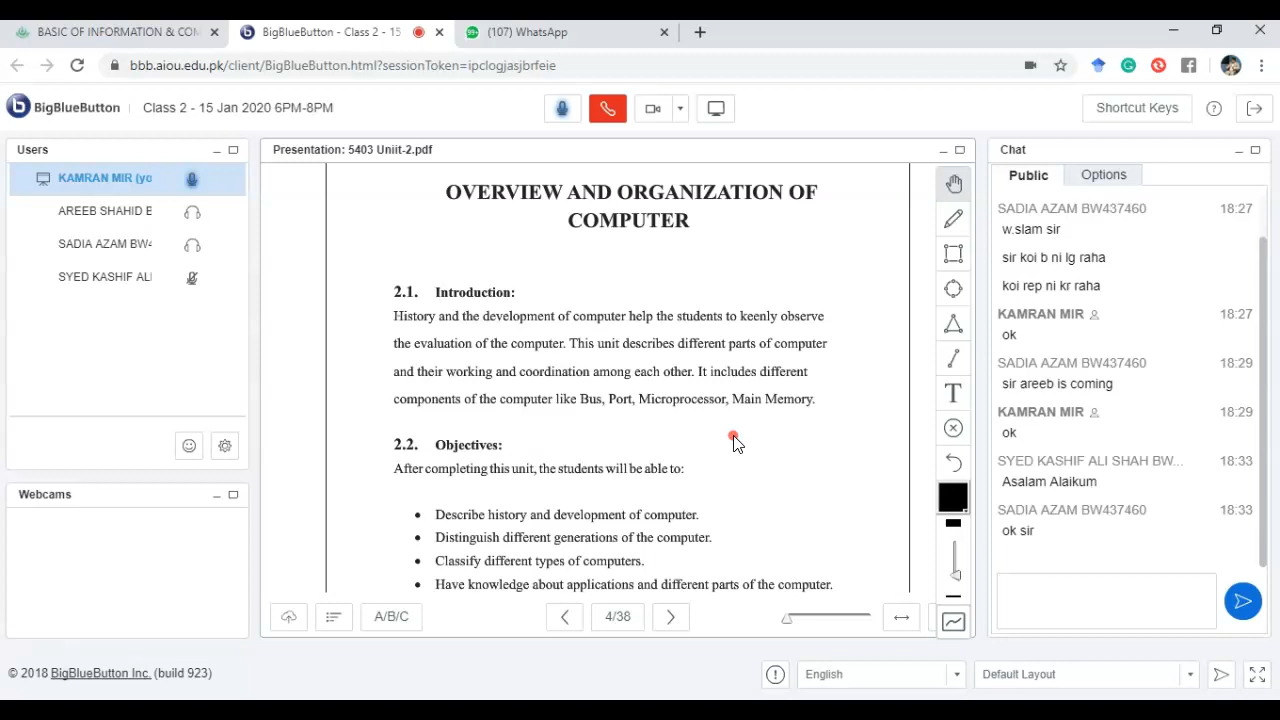 BASIC OF INFORMATION & COM
BigBlueButton - Class 2 - 15
(107) WhatsApp
99+
bbb.aiou.edu.pk/client/BigBlueButton.html?sessionToken=ipclogjasjbrfeie
BigBlueButton
Class 2 - 15 Jan 2020 6PM-8PM
Shortcut Keys
Users
KAMRAN MIR (yo
AREEB SHAHID B
SADIA AZAM BW4
SYED KASHIF ALI
Webcams
Presentation: 5403 Uniit-2.pdf
OVERVIEW AND ORGANIZATION OF
COMPUTER
2.1. Introduction:
History and the development of computer help the students to keenly observe
the evaluation of the computer. This unit describes different parts of computer
and their working and coordination among each other. It includes different
components of the computer like Bus, Port, Microprocessor, Main Memory.
2.2. Objectives:
After completing this unit, the students will be able to:
• Describe history and development of computer.
• Distinguish different generations of the computer.
• Classify different types of computers.
• Have knowledge about applications and different parts of the computer.
T
A/B/C
4/38
Chat
Public
Options
SADIA AZAM BW437460 18:27
w.slam sir
sir koi b ni lg raha
koi rep ni kr raha
KAMRAN MIR 18:27
ok
SADIA AZAM BW437460 18:29
sir areeb is coming
KAMRAN MIR 18:29
ok
SYED KASHIF ALI SHAH BW... 18:33
Asalam Alaikum
SADIA AZAM BW437460 18:33
ok sir
© 2018 BigBlueButton Inc. (build 923)
English
Default Layout